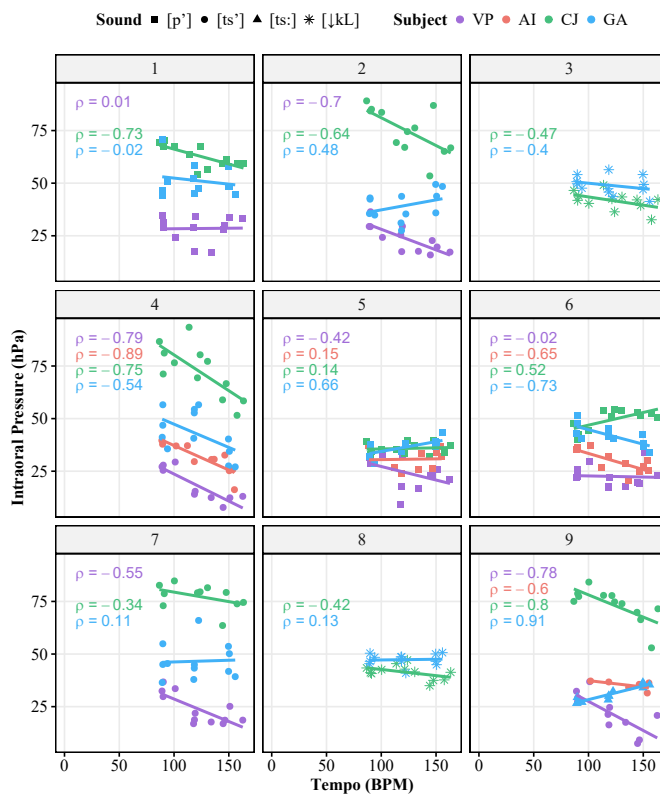 Sound [p’] [ts’] [ts:] [↓kL] Subject VP AI CJ GA
1 2 3
ρ = 0.01
ρ = − 0.73
ρ = − 0.02
ρ = − 0.7
ρ = − 0.64
ρ = 0.48
ρ = − 0.47
ρ = − 0.4
75
50
25
4 5 6
ρ = − 0.79
ρ = − 0.89
ρ = − 0.75
ρ = − 0.54
ρ = − 0.42
ρ = 0.15
ρ = 0.14
ρ = 0.66
ρ = − 0.02
ρ = − 0.65
ρ = 0.52
ρ = − 0.73
75
50
25
Intraoral Pressure (hPa)
7 8 9
ρ = − 0.55
ρ = − 0.34
ρ = 0.11
ρ = − 0.42
ρ = 0.13
ρ = − 0.78
ρ = − 0.6
ρ = − 0.8
ρ = 0.91
75
50
25
0 50 100 150 0 50 100 150 0 50 100 150
Tempo (BPM)